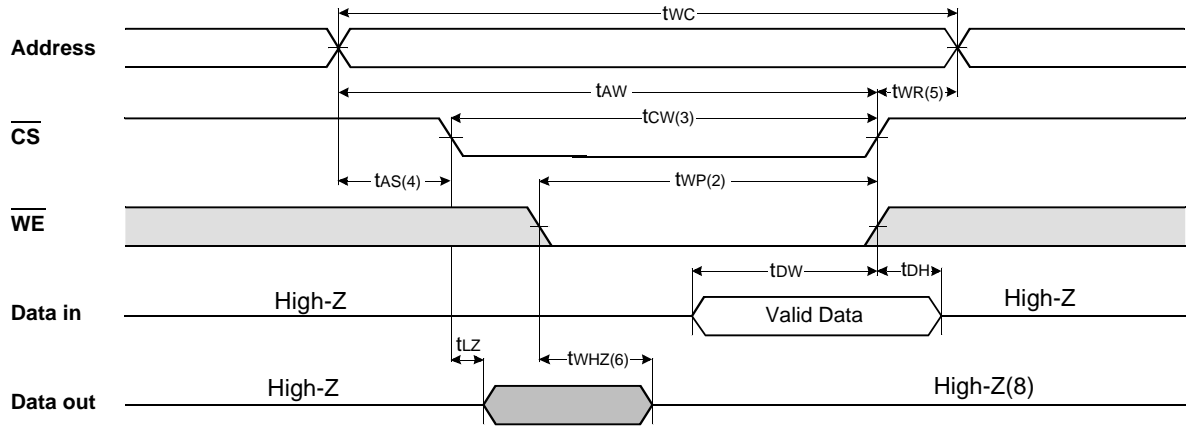 tWC
Address
tAW
tWR(5)
tCW(3)
CS
tAS(4)
tWP(2)
WE
tDW
tDH
High-Z
High-Z
Data in
Valid Data
tLZ
tWHZ(6)
High-Z
High-Z(8)
Data out